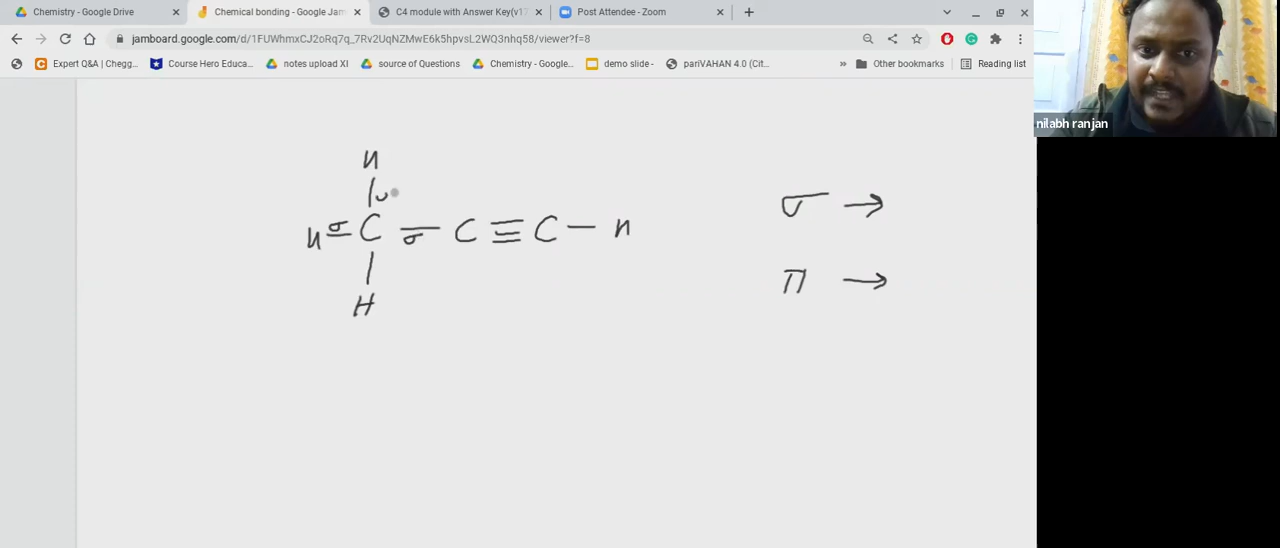 Chemistry - Google Drive
Chemical bonding - Google Jam
C4 module with Answer Key(v17
Post Attendee - Zoom
jamboard.google.com/d/1FUWhmxCJ2oRq7q_7Rv2UqNZMwE6k5hpvsL2WQ3nhq58/viewer?f=8
Expert Q&A | Chegg...
Course Hero Educa...
notes upload XI
source of Questions
Chemistry - Google...
demo slide -
pariVAHAN 4.0 (Cit...
»
Other bookmarks
Reading list
nilabh ranjan
H
H σ C σ C ≡ C — H
H
σ →
π →